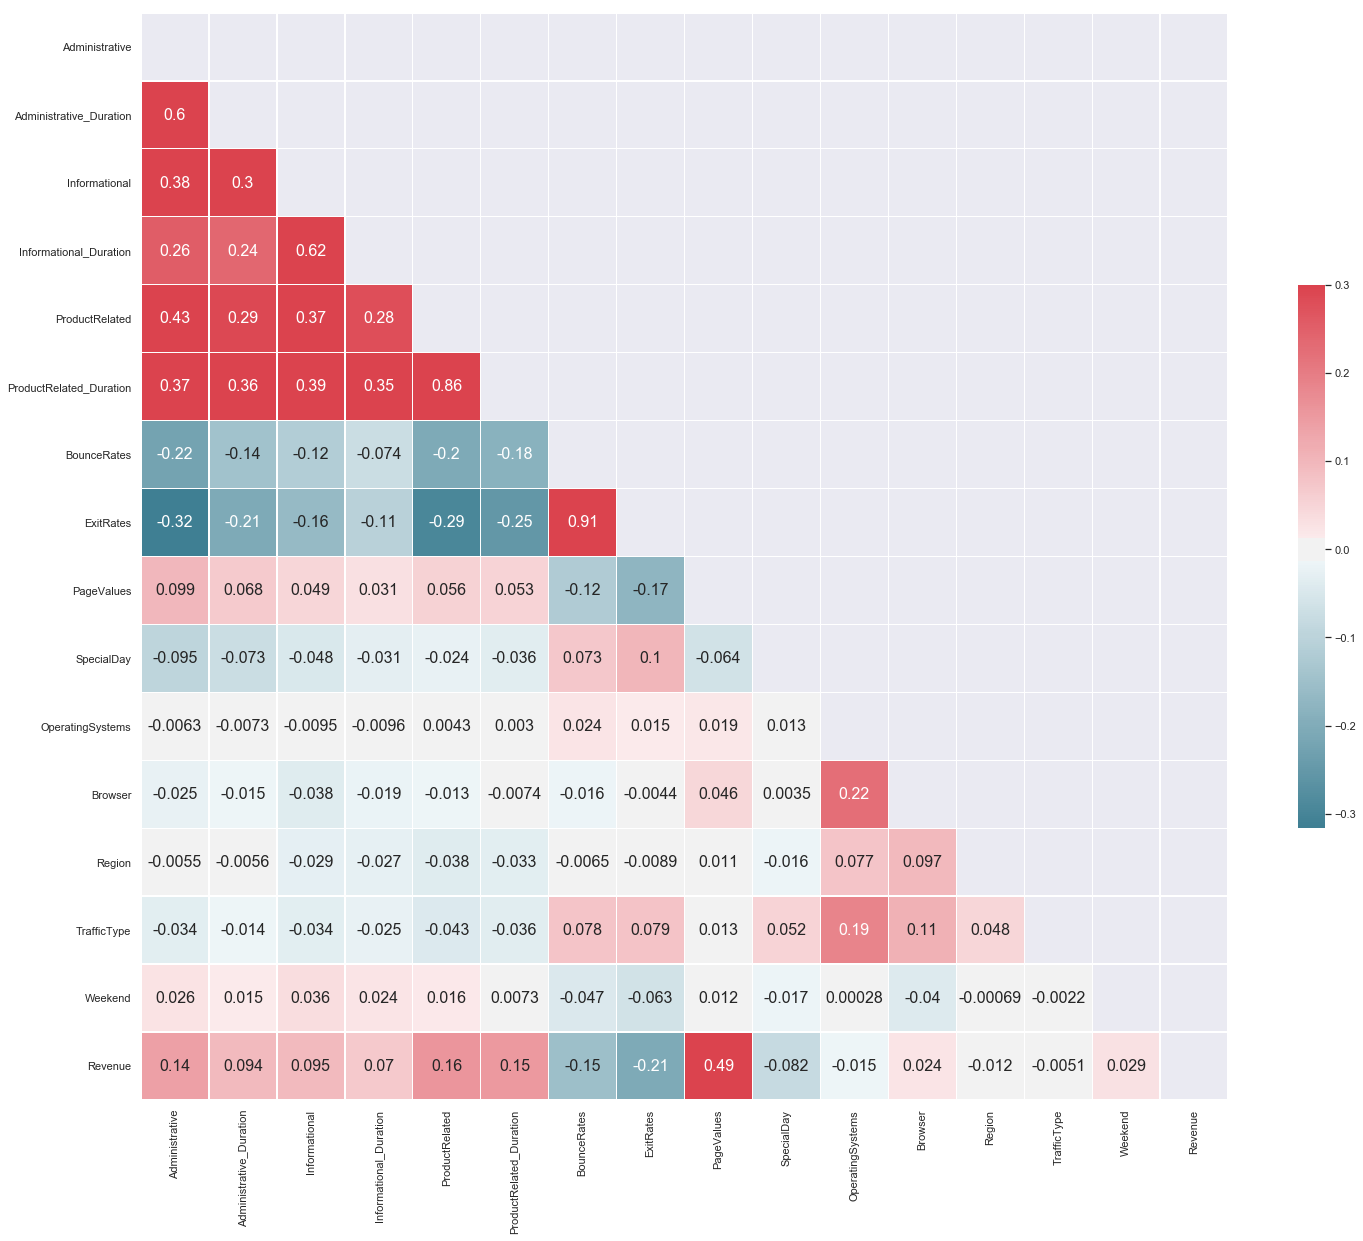 Administrative
Administrative_Duration 0.6
Informational 0.38 0.3
Informational_Duration 0.26 0.24 0.62
ProductRelated 0.43 0.29 0.37 0.28
ProductRelated_Duration 0.37 0.36 0.39 0.35 0.86
BounceRates -0.22 -0.14 -0.12 -0.074 -0.2 -0.18
ExitRates -0.32 -0.21 -0.16 -0.11 -0.29 -0.25 0.91
PageValues 0.099 0.068 0.049 0.031 0.056 0.053 -0.12 -0.17
SpecialDay -0.095 -0.073 -0.048 -0.031 -0.024 -0.036 0.073 0.1 -0.064
OperatingSystems -0.0063 -0.0073 -0.0095 -0.0096 0.0043 0.003 0.024 0.015 0.019 0.013
Browser -0.025 -0.015 -0.038 -0.019 -0.013 -0.0074 -0.016 -0.0044 0.046 0.0035 0.22
Region -0.0055 -0.0056 -0.029 -0.027 -0.038 -0.033 -0.0065 -0.0089 0.011 -0.016 0.077 0.097
TrafficType -0.034 -0.014 -0.034 -0.025 -0.043 -0.036 0.078 0.079 0.013 0.052 0.19 0.11 0.048
Weekend 0.026 0.015 0.036 0.024 0.016 0.0073 -0.047 -0.063 0.012 -0.017 0.00028 -0.04 -0.00069 -0.0022
Revenue 0.14 0.094 0.095 0.07 0.16 0.15 -0.15 -0.21 0.49 -0.082 -0.015 0.024 -0.012 -0.0051 0.029
Administrative
Administrative_Duration
Informational
Informational_Duration
ProductRelated
ProductRelated_Duration
BounceRates
ExitRates
PageValues
SpecialDay
OperatingSystems
Browser
Region
TrafficType
Weekend
Revenue
0.3
0.2
0.1
0.0
−0.1
−0.2
−0.3